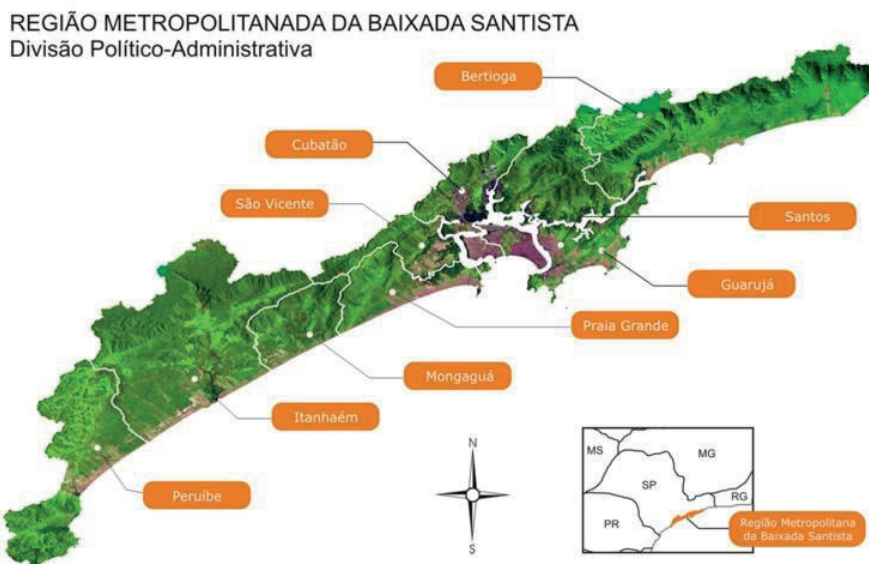 REGIÃO METROPOLITANADA DA BAIXADA SANTISTA
Divisão Político-Administrativa
Bertioga
Cubatão
São Vicente
Santos
Guarujá
Praia Grande
Mongaguá
Itanhaém
Peruíbe
N
S
MS
MG
SP
RG
PR
Região Metropolitana
da Baixada Santista